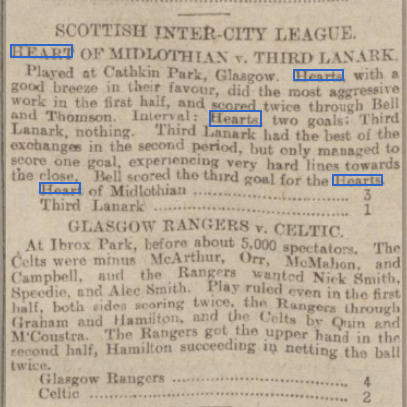 SCOTTISH INTER-CITY LEAGUE.
HEART OF MIDLOTHIAN v. THIRD LANARK.
Played at Cathkin Park, Glasgow. Hearts, with a
good breeze in their favour, did the most aggressive
work in the first half, and scored twice through Bell
and Thomson. Interval: Hearts, two goals; Third
Lanark, nothing. Third Lanark had the best of the
exchanges in the second period, but only managed to
score one goal, experiencing very hard lines towards
the close. Bell scored the third goal for the Hearts.
Heart of Midlothian .......................... 3
Third Lanark .......................... 1
GLASGOW RANGERS v. CELTIC.
At Ibrox Park, before about 5,000 spectators. The
Celts were minus McArthur, Orr, McMahon, and
Campbell, and the Rangers wanted Nick Smith,
Speedie, and Alec Smith. Play ruled even in the first
half, both sides scoring twice, the Rangers through
Graham and Hamilton, and the Celts by Quin and
M'Coustra. The Rangers got the upper hand in the
second half, Hamilton succeeding in netting the ball
twice.
Glasgow Rangers .......................... 4
Celtic .......................... 2